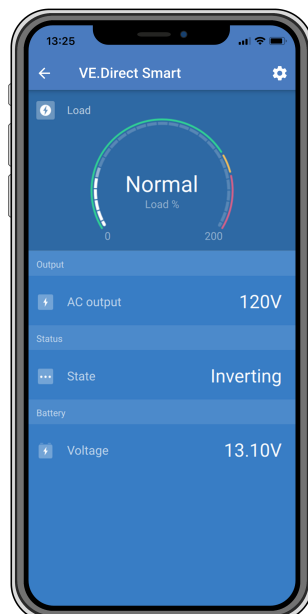 13:25
VE.Direct Smart
Load
Normal
Load %
0 200
Output
AC output 120V
Status
State Inverting
Battery
Voltage 13.10V